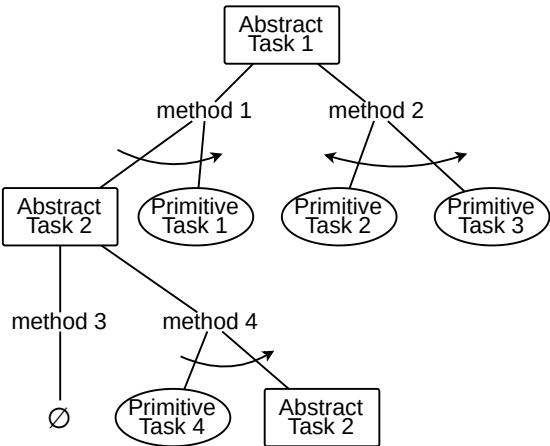 Abstract
Task 1
method 1
method 2
Abstract
Task 2
Primitive
Task 1
Primitive
Task 2
Primitive
Task 3
method 3
method 4
∅
Primitive
Task 4
Abstract
Task 2